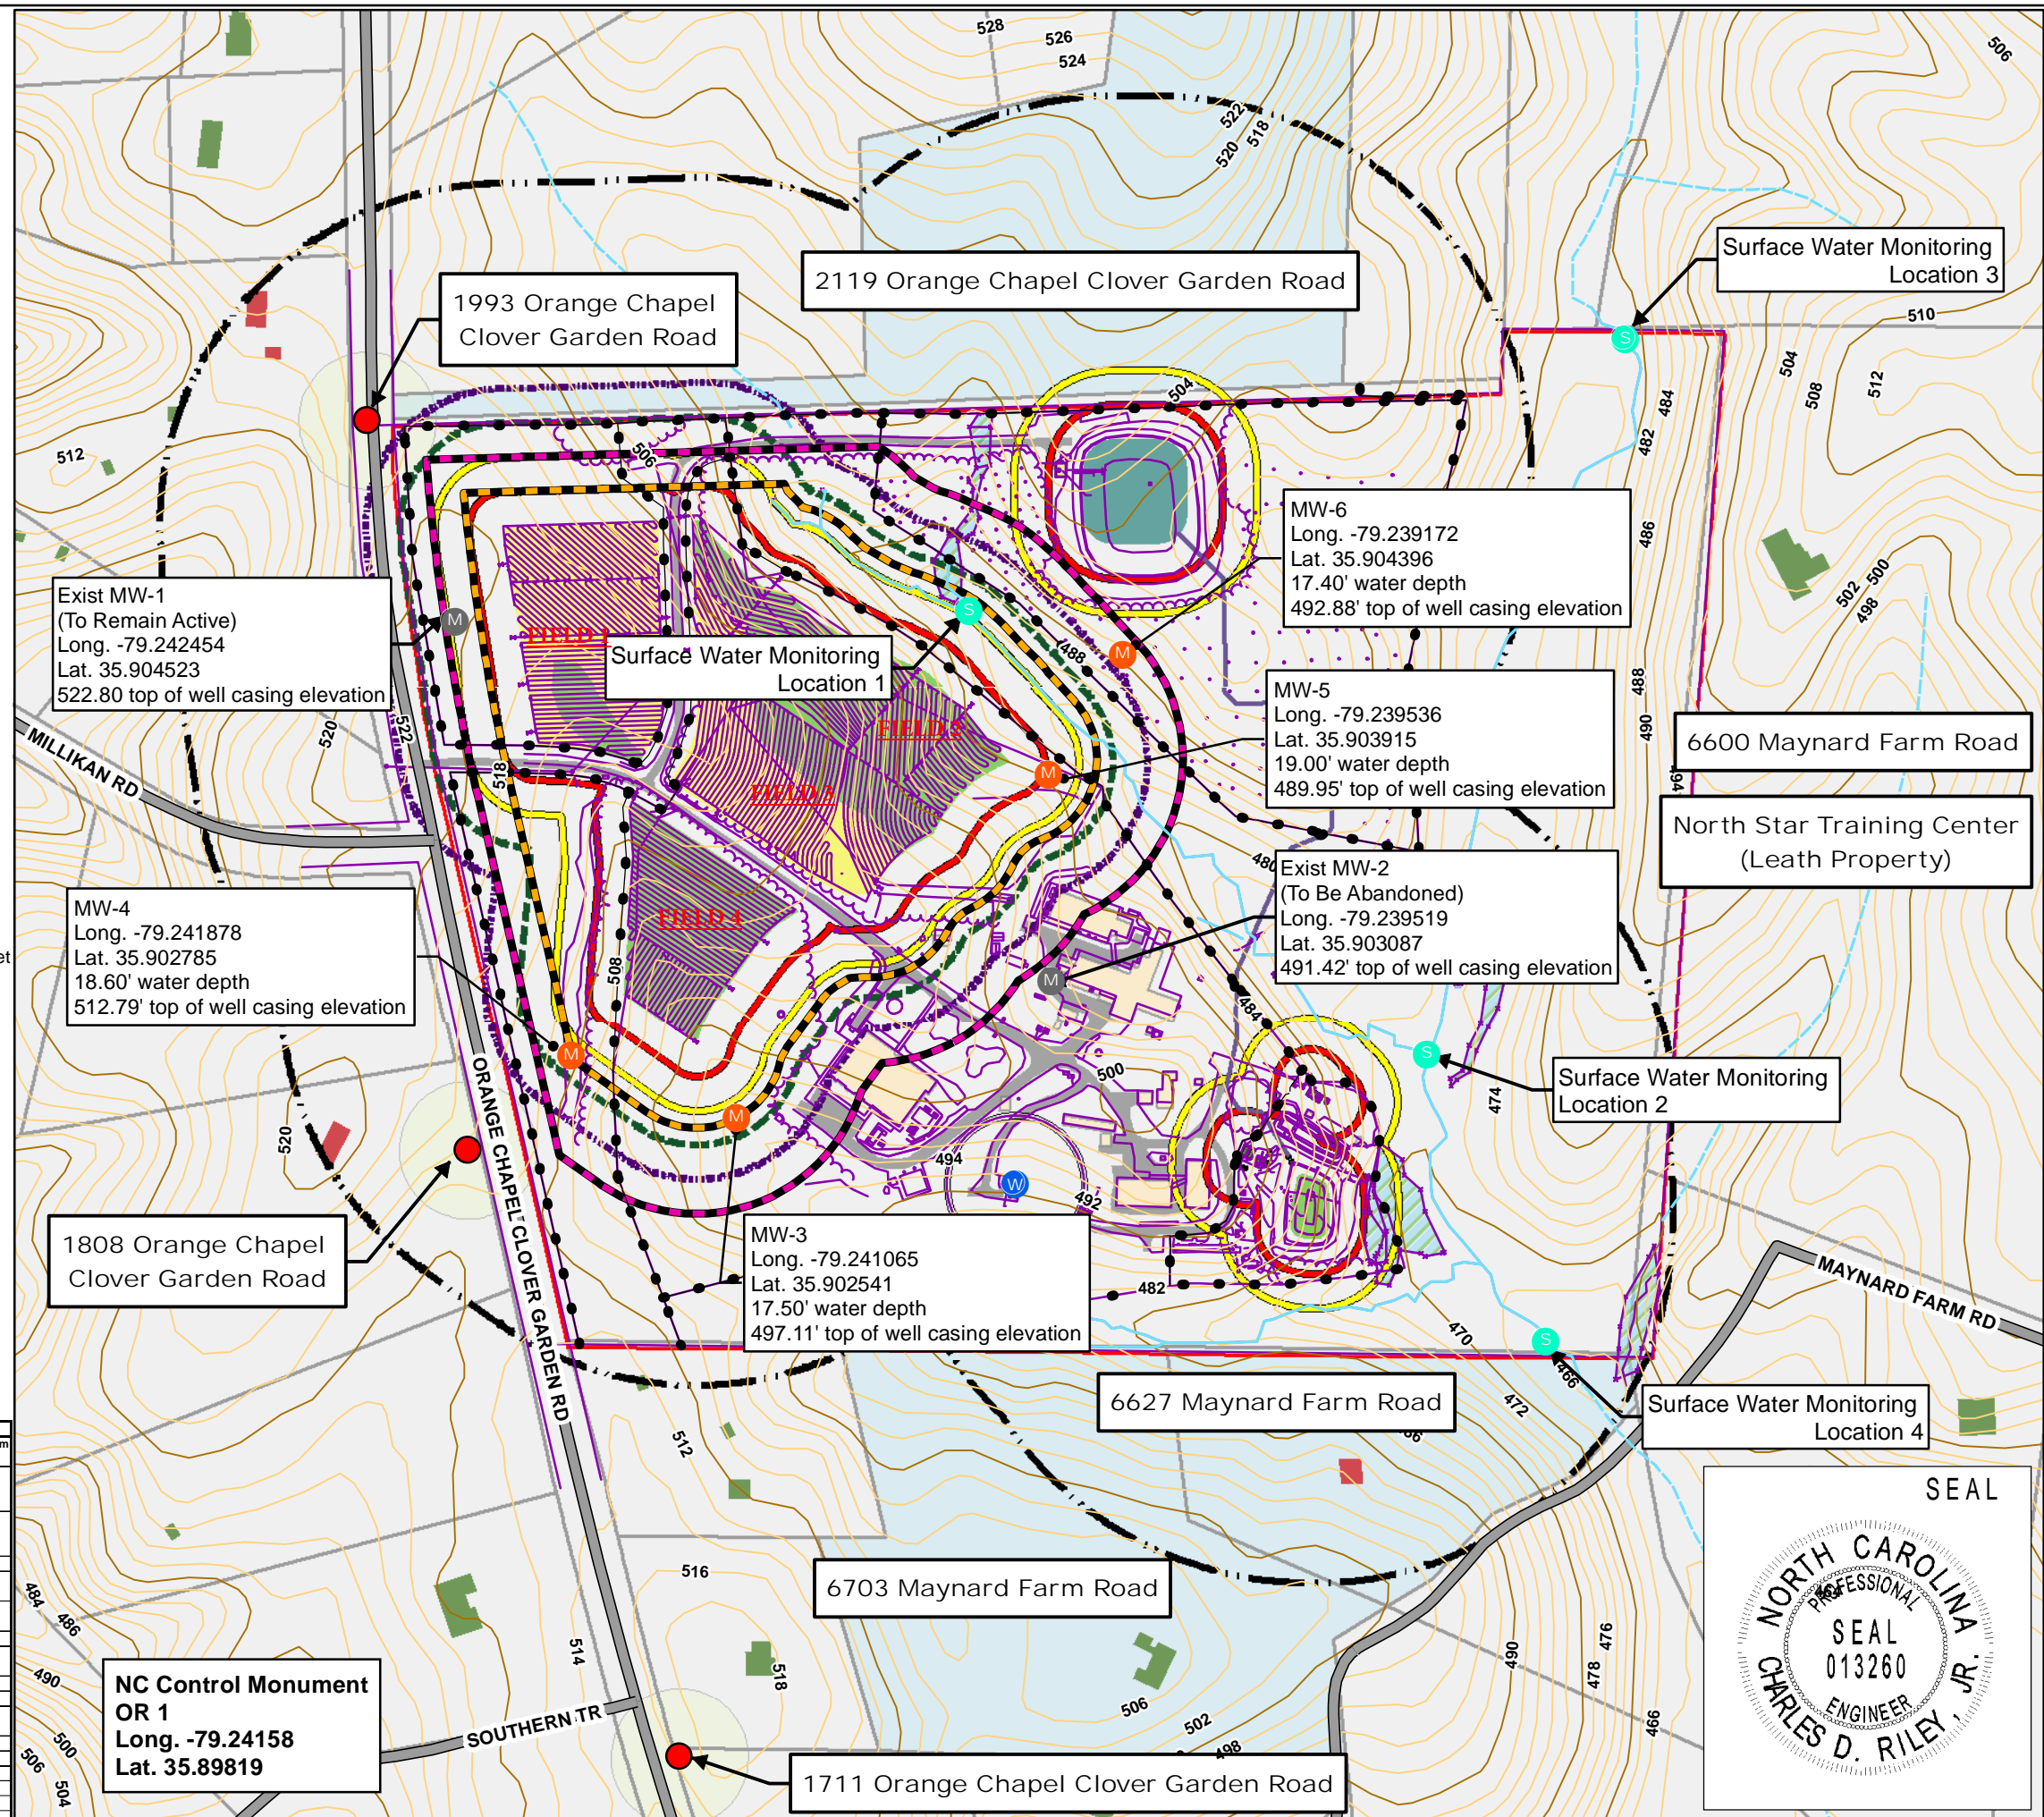 528
526
524
506
522
520
518
Surface Water Monitoring
Location 3
2119 Orange Chapel Clover Garden Road
1993 Orange Chapel
Clover Garden Road
510
504
508
512
504
484
482
512
506
MW-6
Long. -79.239172
Lat. 35.904396
17.40' water depth
492.88' top of well casing elevation
486
502
500
498
Exist MW-1
(To Remain Active)
Long. -79.242454
Lat. 35.904523
522.80 top of well casing elevation
M
S
M
FIELD 1
Surface Water Monitoring
Location 1
488
488
MW-5
Long. -79.239536
Lat. 35.903915
19.00' water depth
489.95' top of well casing elevation
490
6600 Maynard Farm Road
520
522
518
FIELD 2
M
MILLIKAN RD
FIELD 3
494
North Star Training Center
(Leath Property)
480
Exist MW-2
(To Be Abandoned)
Long. -79.239519
Lat. 35.903087
491.42' top of well casing elevation
MW-4
Long. -79.241878
Lat. 35.902785
18.60' water depth
512.79' top of well casing elevation
FIELD 4
et
508
M
484
M
S
500
Surface Water Monitoring
Location 2
474
M
520
ORANGE CHAPEL CLOVER GARDEN RD
494
W
492
1808 Orange Chapel
Clover Garden Road
MW-3
Long. -79.241065
Lat. 35.902541
17.50' water depth
497.11' top of well casing elevation
482
MAYNARD FARM RD
470
S
466
6627 Maynard Farm Road
472
Surface Water Monitoring
Location 4
512
m
SEAL
NORTH CAROLINA
PROFESSIONAL
SEAL
013260
ENGINEER
CHARLES D. RILEY, JR.
516
6703 Maynard Farm Road
484
486
490
514
518
490
478
476
466
NC Control Monument
OR 1
Long. -79.24158
Lat. 35.89819
SOUTHERN TR
506
502
498
500
506
504
1711 Orange Chapel Clover Garden Road